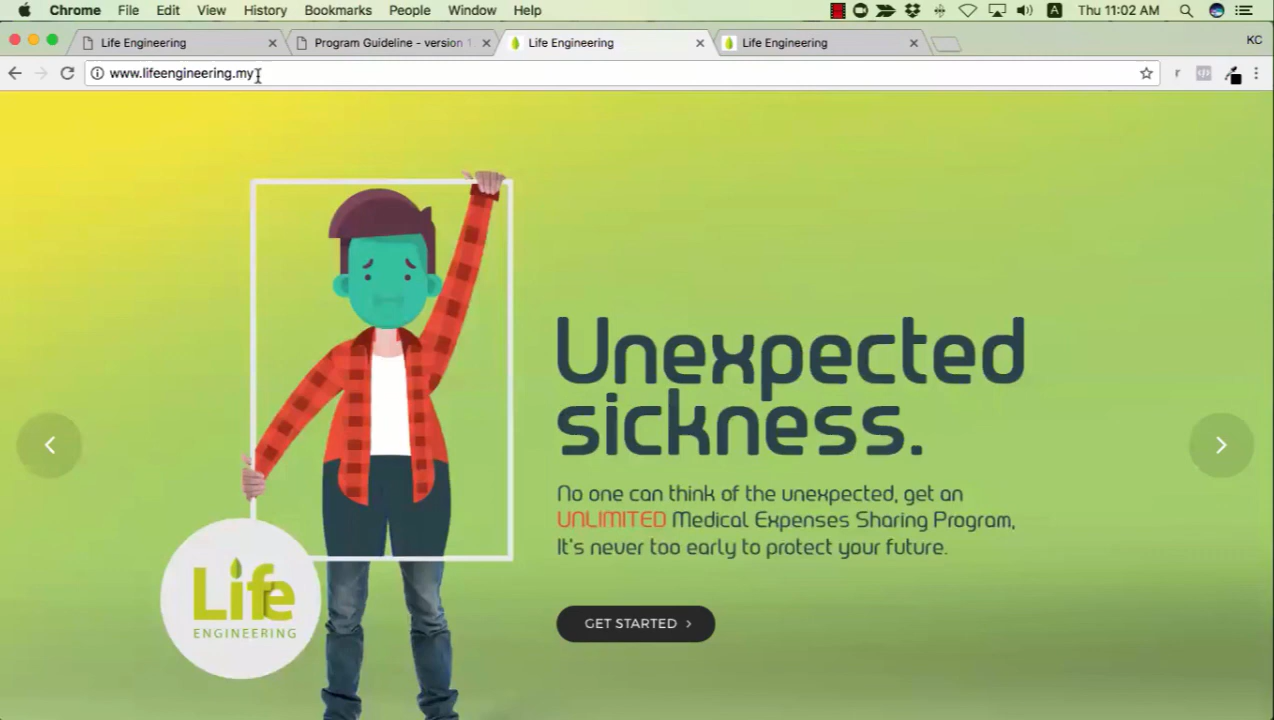 Chrome File Edit View History Bookmarks People Window Help A Thu 11:02 AM
Life Engineering Program Guideline - version 1 Life Engineering Life Engineering KC
www.lifeengineering.my r
Unexpected
sickness.
No one can think of the unexpected, get an
UNLIMITED Medical Expenses Sharing Program,
It's never too early to protect your future.
GET STARTED
Life
ENGINEERING